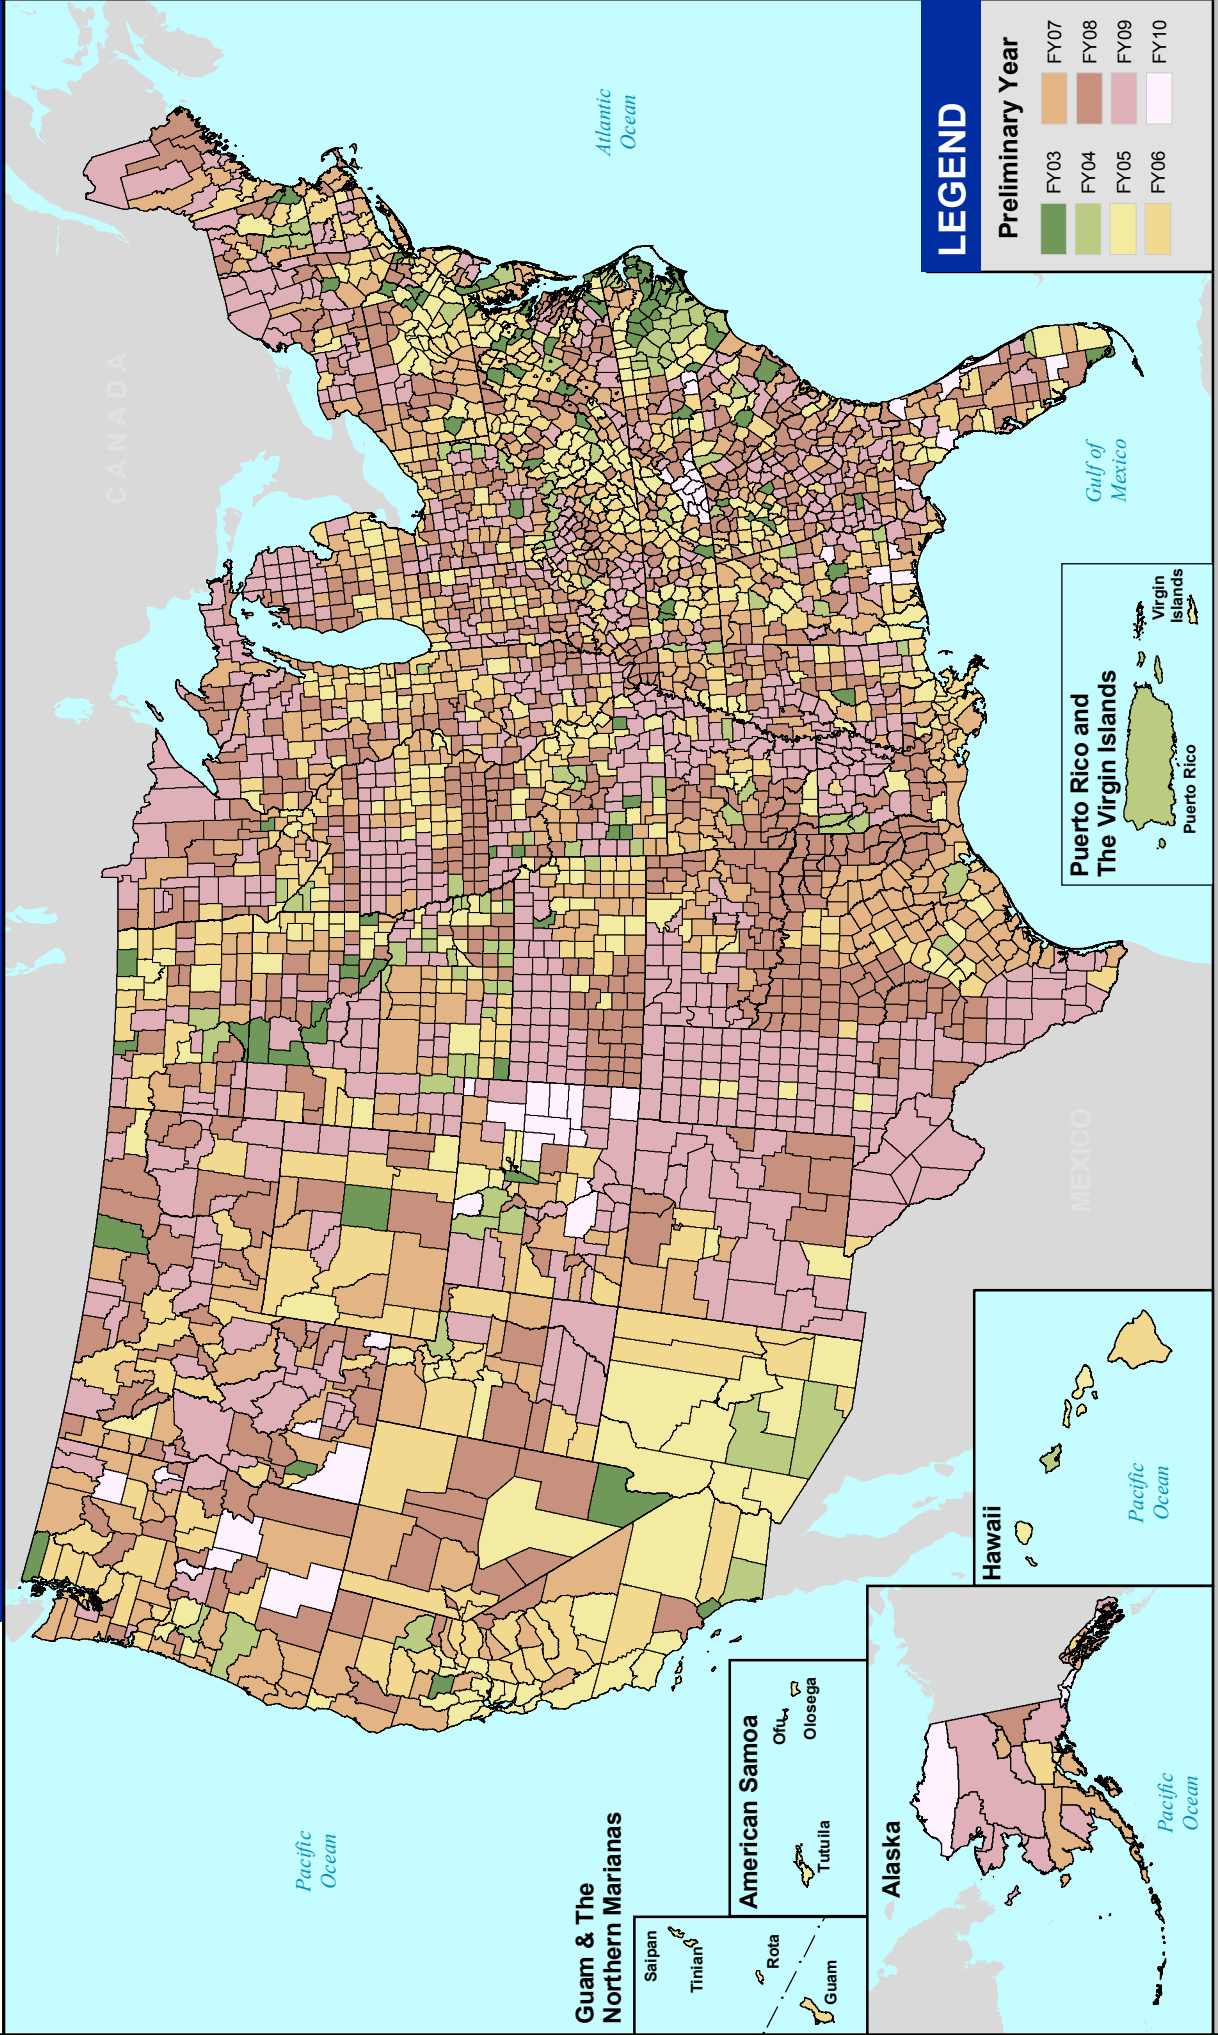 CANADA
Atlantic
Ocean
Pacific
Ocean
MEXICO
Gulf of
Mexico
Guam & The
Northern Marianas
Saipan
Tinian
Rota
Guam
American Samoa
Ofu
Olosega
Tutuila
Alaska
Pacific
Ocean
Hawaii
Pacific
Ocean
Puerto Rico and
The Virgin Islands
Puerto Rico
Virgin
Islands
LEGEND
Preliminary Year
FY03
FY07
FY04
FY08
FY05
FY09
FY06
FY10